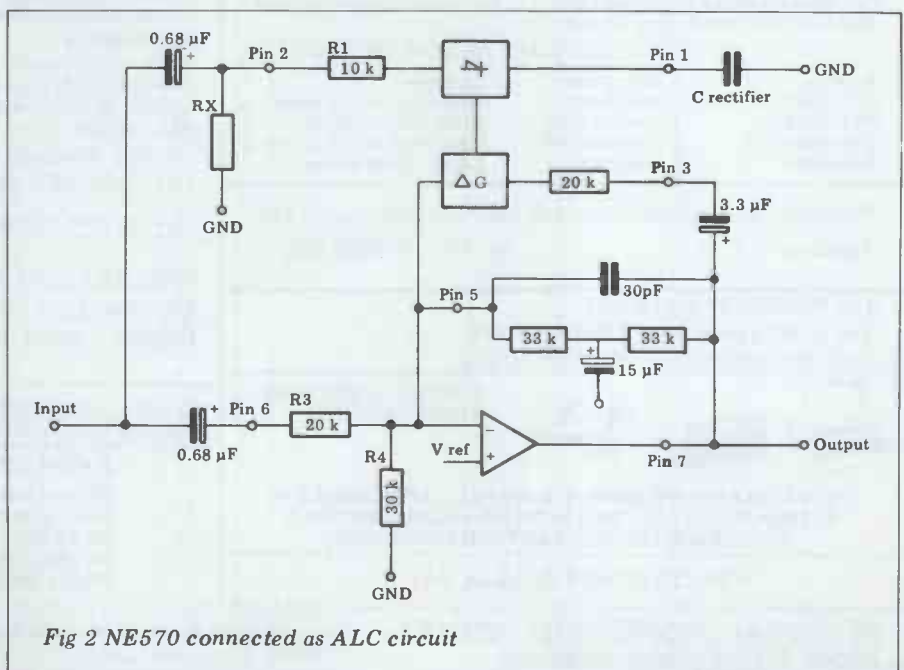 0.68 µF
+
Pin 2
R1
10 k
Pin 1
GND
C rectifier
RX
GND
ΔG
20 k
Pin 3
3.3 µF
+
30pF
Pin 5
33 k
33 k
+
15 µF
Input
+
Pin 6
R3
20 k
0.68 µF
R4
30 k
V ref
−
+
Pin 7
Output
GND
Fig 2 NE570 connected as ALC circuit